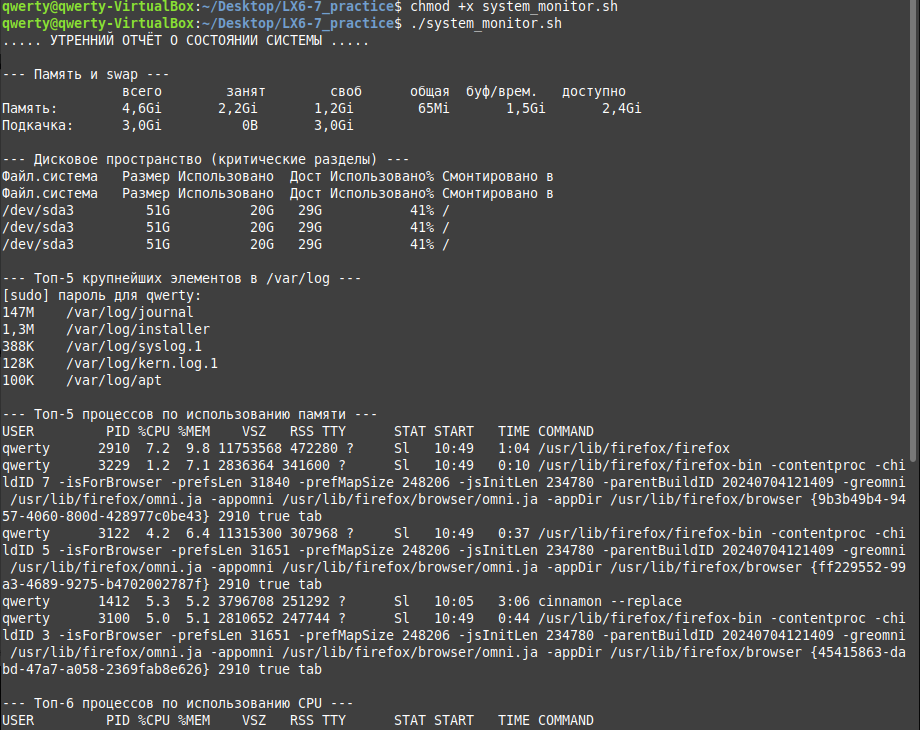 qwerty@qwerty-VirtualBox:~/Desktop/LX6-7_practice$ chmod +x system_monitor.sh
qwerty@qwerty-VirtualBox:~/Desktop/LX6-7_practice$ ./system_monitor.sh
..... УТРЕННИЙ ОТЧЁТ О СОСТОЯНИИ СИСТЕМЫ .....
--- Память и swap ---
всего занят своб общая буф/врем. доступно
Память: 4,6Gi 2,2Gi 1,2Gi 65Mi 1,5Gi 2,4Gi
Подкачка: 3,0Gi 0B 3,0Gi
--- Дисковое пространство (критические разделы) ---
Файл.система Размер Использовано Дост Использовано% Смонтировано в
Файл.система Размер Использовано Дост Использовано% Смонтировано в
/dev/sda3 51G 20G 29G 41% /
/dev/sda3 51G 20G 29G 41% /
/dev/sda3 51G 20G 29G 41% /
--- Топ-5 крупнейших элементов в /var/log ---
[sudo] пароль для qwerty:
147M /var/log/journal
1,3M /var/log/installer
388K /var/log/syslog.1
128K /var/log/kern.log.1
100K /var/log/apt
--- Топ-5 процессов по использованию памяти ---
USER PID %CPU %MEM VSZ RSS TTY STAT START TIME COMMAND
qwerty 2910 7.2 9.8 11753568 472280 ? Sl 10:49 1:04 /usr/lib/firefox/firefox
qwerty 3229 1.2 7.1 2836364 341600 ? Sl 10:49 0:10 /usr/lib/firefox/firefox-bin -contentproc -chi
ldID 7 -isForBrowser -prefsLen 31840 -prefMapSize 248206 -jsInitLen 234780 -parentBuildID 20240704121409 -greomni
/usr/lib/firefox/omni.ja -appomni /usr/lib/firefox/browser/omni.ja -appDir /usr/lib/firefox/browser {9b3b49b4-94
57-4060-800d-428977c0be43} 2910 true tab
qwerty 3122 4.2 6.4 11315300 307968 ? Sl 10:49 0:37 /usr/lib/firefox/firefox-bin -contentproc -chi
ldID 5 -isForBrowser -prefsLen 31651 -prefMapSize 248206 -jsInitLen 234780 -parentBuildID 20240704121409 -greomni
/usr/lib/firefox/omni.ja -appomni /usr/lib/firefox/browser/omni.ja -appDir /usr/lib/firefox/browser {ff229552-99
a3-4689-9275-b4702002787f} 2910 true tab
qwerty 1412 5.3 5.2 3796708 251292 ? Sl 10:05 3:06 cinnamon --replace
qwerty 3100 5.0 5.1 2810652 247744 ? Sl 10:49 0:44 /usr/lib/firefox/firefox-bin -contentproc -chi
ldID 3 -isForBrowser -prefsLen 31651 -prefMapSize 248206 -jsInitLen 234780 -parentBuildID 20240704121409 -greomni
/usr/lib/firefox/omni.ja -appomni /usr/lib/firefox/browser/omni.ja -appDir /usr/lib/firefox/browser {45415863-da
bd-47a7-a058-2369fab8e626} 2910 true tab
--- Топ-6 процессов по использованию CPU ---
USER PID %CPU %MEM VSZ RSS TTY STAT START TIME COMMAND